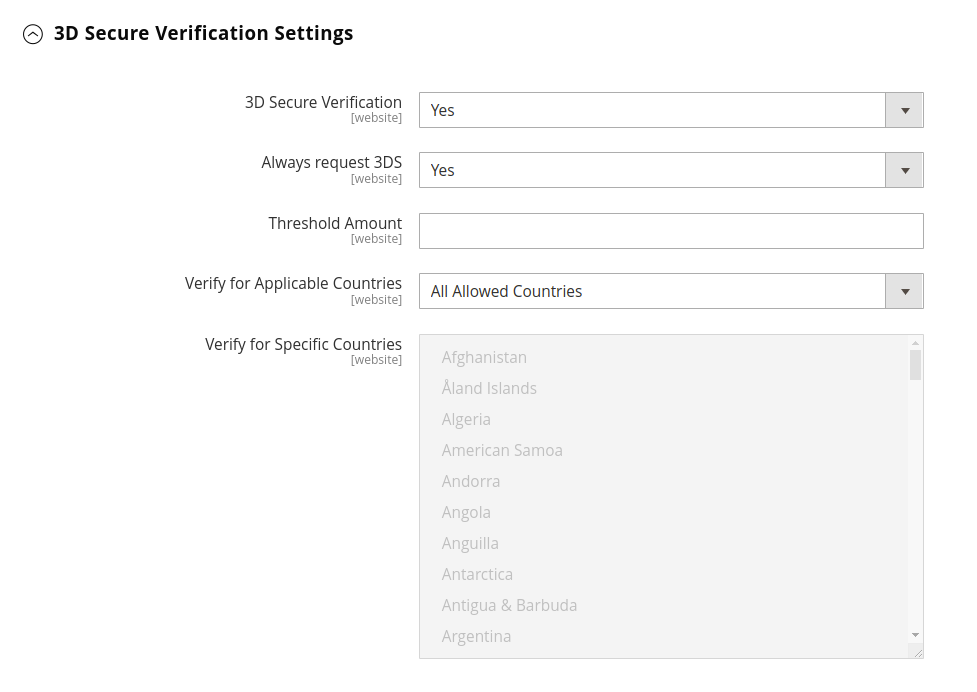 3D Secure Verification Settings
3D Secure Verification
[website]
Yes
Always request 3DS
[website]
Yes
Threshold Amount
[website]
Verify for Applicable Countries
[website]
All Allowed Countries
Verify for Specific Countries
[website]
Afghanistan
Åland Islands
Algeria
American Samoa
Andorra
Angola
Anguilla
Antarctica
Antigua & Barbuda
Argentina